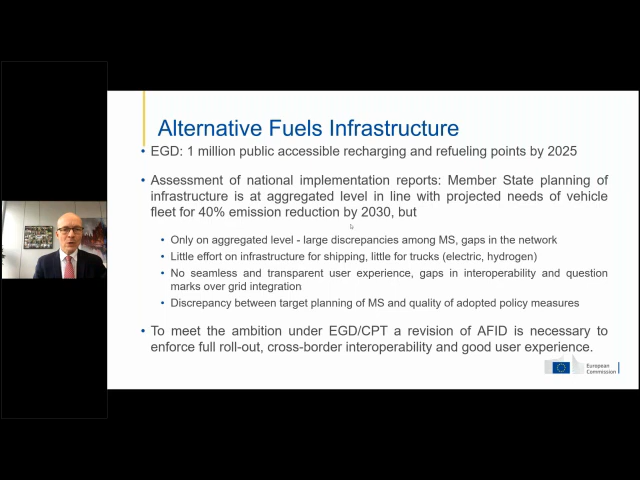 Alternative Fuels Infrastructure
• EGD: 1 million public accessible recharging and refueling points by 2025
• Assessment of national implementation reports: Member State planning of
infrastructure is at aggregated level in line with projected needs of vehicle
fleet for 40% emission reduction by 2030, but
• Only on aggregated level - large discrepancies among MS, gaps in the network
• Little effort on infrastructure for shipping, little for trucks (electric, hydrogen)
• No seamless and transparent user experience, gaps in interoperability and question
marks over grid integration
• Discrepancy between target planning of MS and quality of adopted policy measures
• To meet the ambition under EGD/CPT a revision of AFID is necessary to
enforce full roll-out, cross-border interoperability and good user experience.
European
Commission